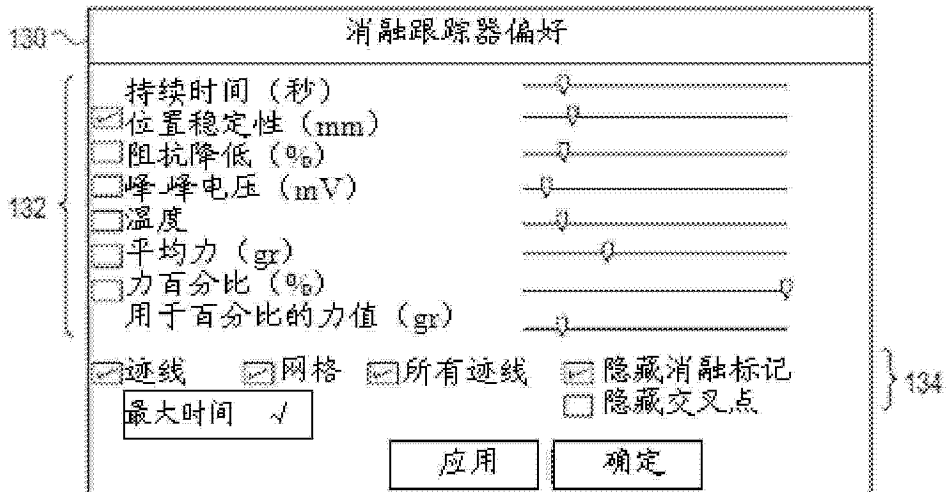 130
消融跟踪器偏好
持续时间（秒）
位置稳定性（mm）
阻抗降低（%）
峰-峰电压（mV）
132
温度
平均力（gr）
力百分比（%）
用于百分比的力值（gr）
迹线 网格 所有迹线 隐藏消融标记
134
最大时间 √ 隐藏交叉点
应用 确定